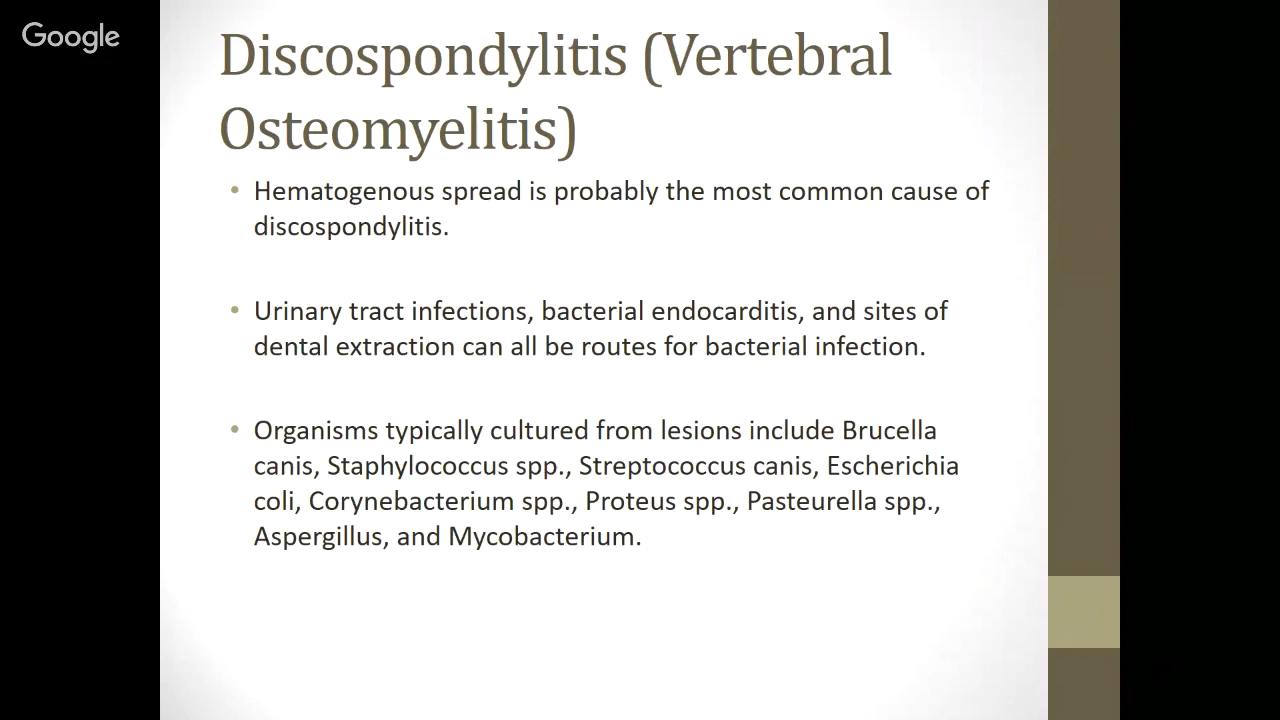 Google
Discospondylitis (Vertebral
Osteomyelitis)
• Hematogenous spread is probably the most common cause of
discospondylitis.
• Urinary tract infections, bacterial endocarditis, and sites of
dental extraction can all be routes for bacterial infection.
• Organisms typically cultured from lesions include Brucella
canis, Staphylococcus spp., Streptococcus canis, Escherichia
coli, Corynebacterium spp., Proteus spp., Pasteurella spp.,
Aspergillus, and Mycobacterium.